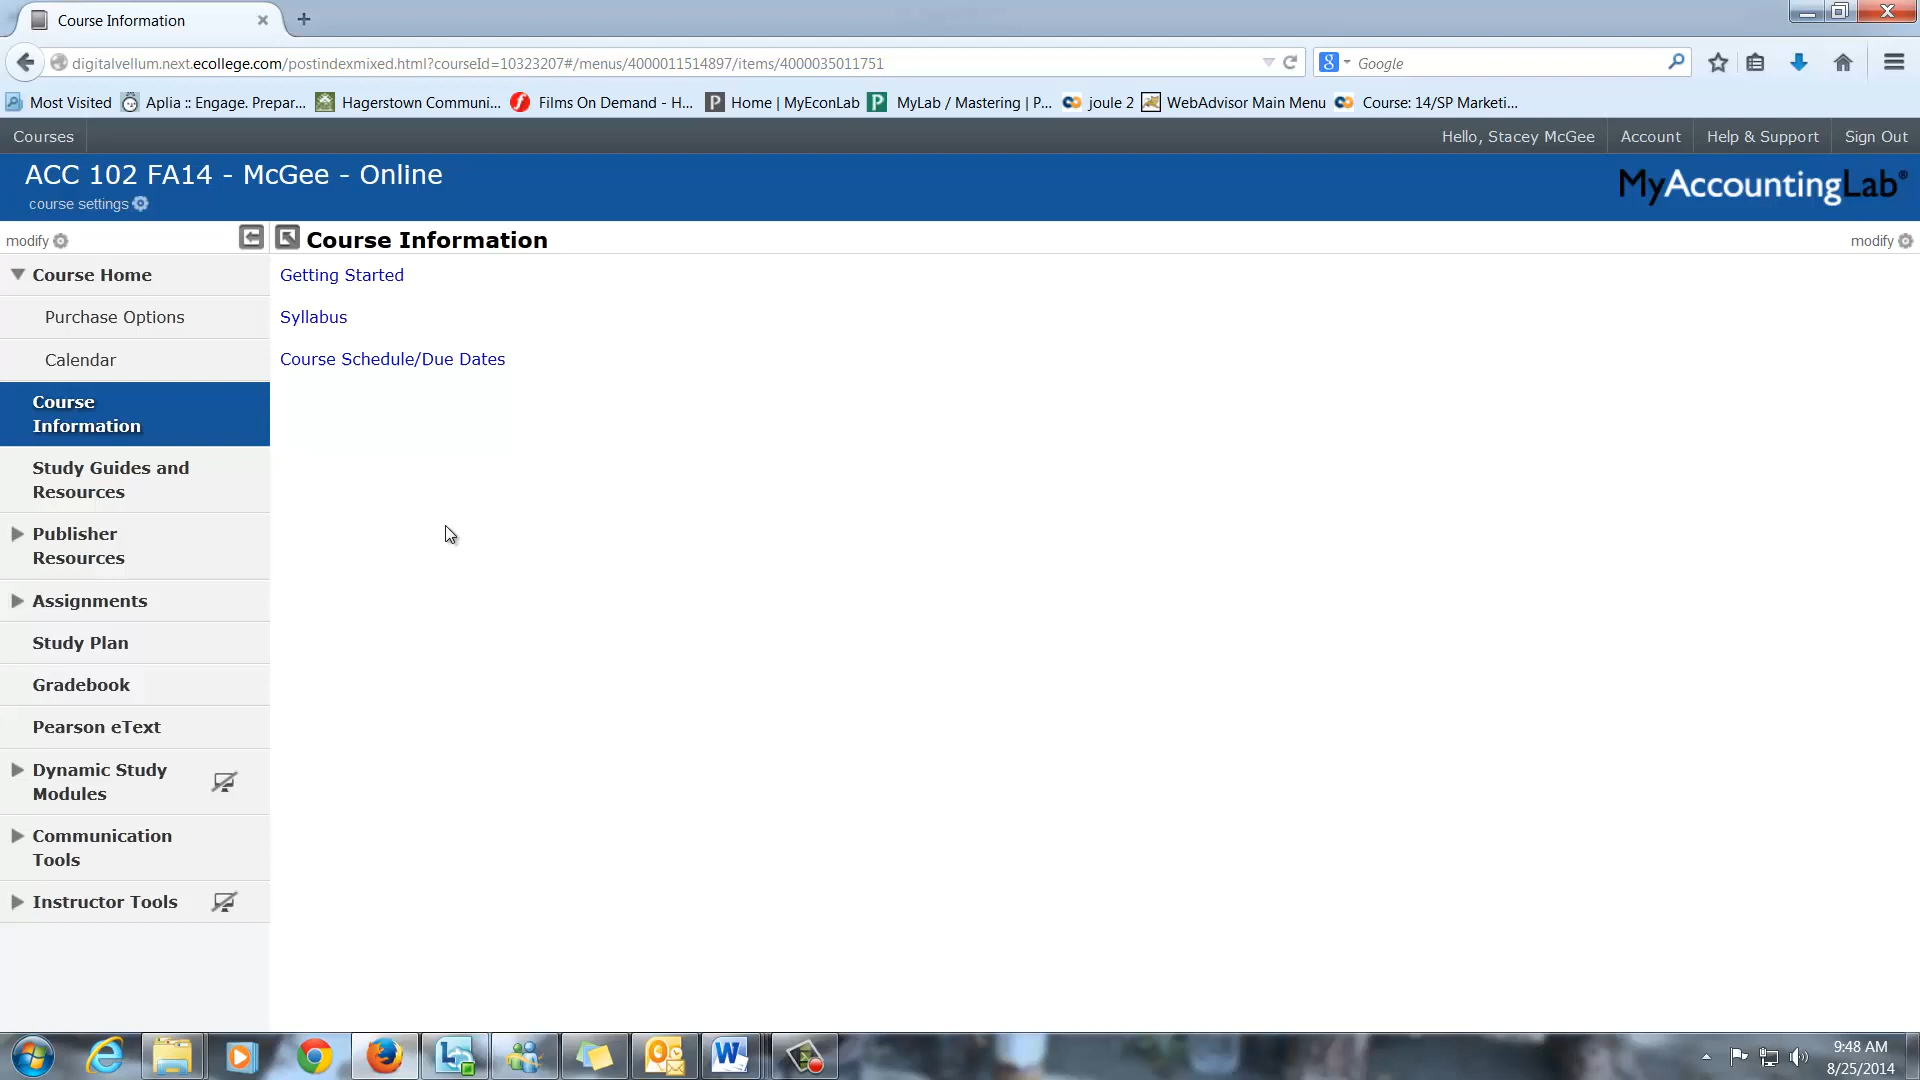 Course Information
digitalvellum.next.ecollege.com/postindexmixed.html?courseId=10323207#/menus/4000011514897/items/4000035011751
Google
Most Visited Aplia :: Engage. Prepar... Hagerstown Communi... Films On Demand - H... Home | MyEconLab MyLab / Mastering | P... joule 2 WebAdvisor Main Menu Course: 14/SP Marketi...
Courses Hello, Stacey McGee Account Help & Support Sign Out
ACC 102 FA14 - McGee - Online
course settings
MyAccountingLab®
modify Course Information modify
Course Home
Purchase Options
Calendar
Course
Information
Study Guides and
Resources
Publisher
Resources
Assignments
Study Plan
Gradebook
Pearson eText
Dynamic Study
Modules
Communication
Tools
Instructor Tools
Getting Started
Syllabus
Course Schedule/Due Dates
9:48 AM
8/25/2014